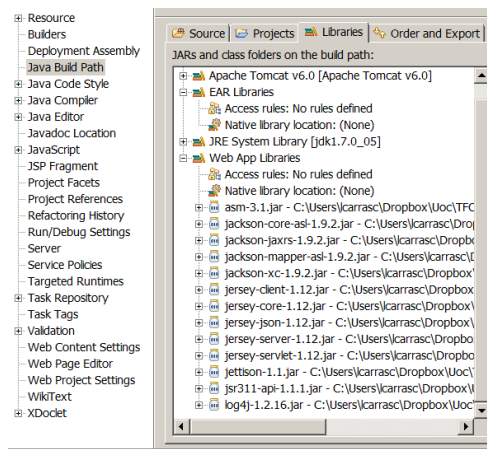 Resource
Builders
Deployment Assembly
Java Build Path
Java Code Style
Java Compiler
Java Editor
Javadoc Location
JavaScript
JSP Fragment
Project Facets
Project References
Refactoring History
Run/Debug Settings
Server
Service Policies
Targeted Runtimes
Task Repository
Task Tags
Validation
Web Content Settings
Web Page Editor
Web Project Settings
WikiText
XDoclet
Source Projects Libraries Order and Export
JARs and class folders on the build path:
Apache Tomcat v6.0 [Apache Tomcat v6.0]
EAR Libraries
Access rules: No rules defined
Native library location: (None)
JRE System Library [jdk1.7.0_05]
Web App Libraries
Access rules: No rules defined
Native library location: (None)
asm-3.1.jar - C:\Users\lcarrasc\Dropbox\Uoc\TFC
jackson-core-asl-1.9.2.jar - C:\Users\lcarrasc\Drop
jackson-jaxrs-1.9.2.jar - C:\Users\lcarrasc\Dropbo
jackson-mapper-asl-1.9.2.jar - C:\Users\lcarrasc\
jackson-xc-1.9.2.jar - C:\Users\lcarrasc\Dropbox\
jersey-client-1.12.jar - C:\Users\lcarrasc\Dropbox\
jersey-core-1.12.jar - C:\Users\lcarrasc\Dropbox\
jersey-json-1.12.jar - C:\Users\lcarrasc\Dropbox\
jersey-server-1.12.jar - C:\Users\lcarrasc\Dropbo
jersey-servlet-1.12.jar - C:\Users\lcarrasc\Dropbo
jettison-1.1.jar - C:\Users\lcarrasc\Dropbox\Uoc\
jsr311-api-1.1.1.jar - C:\Users\lcarrasc\Dropbox\
log4j-1.2.16.jar - C:\Users\lcarrasc\Dropbox\Uoc